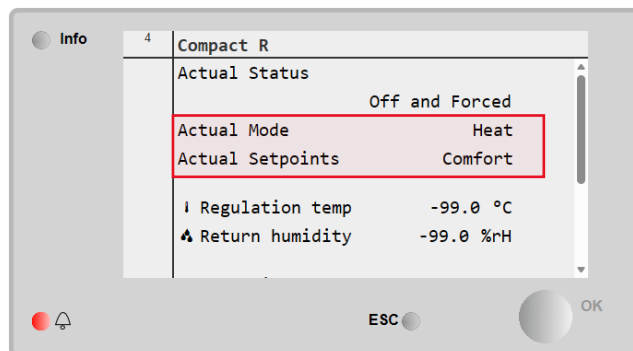 Info
4 Compact R
Actual Status
Off and Forced
Actual Mode Heat
Actual Setpoints Comfort
Regulation temp -99.0 °C
Return humidity -99.0 %rH
ESC
OK